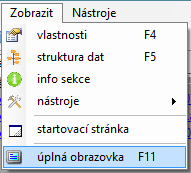 Zobrazit Nástroje
vlastnosti F4
struktura dat F5
info sekce
nástroje
startovací stránka
úplná obrazovka F11